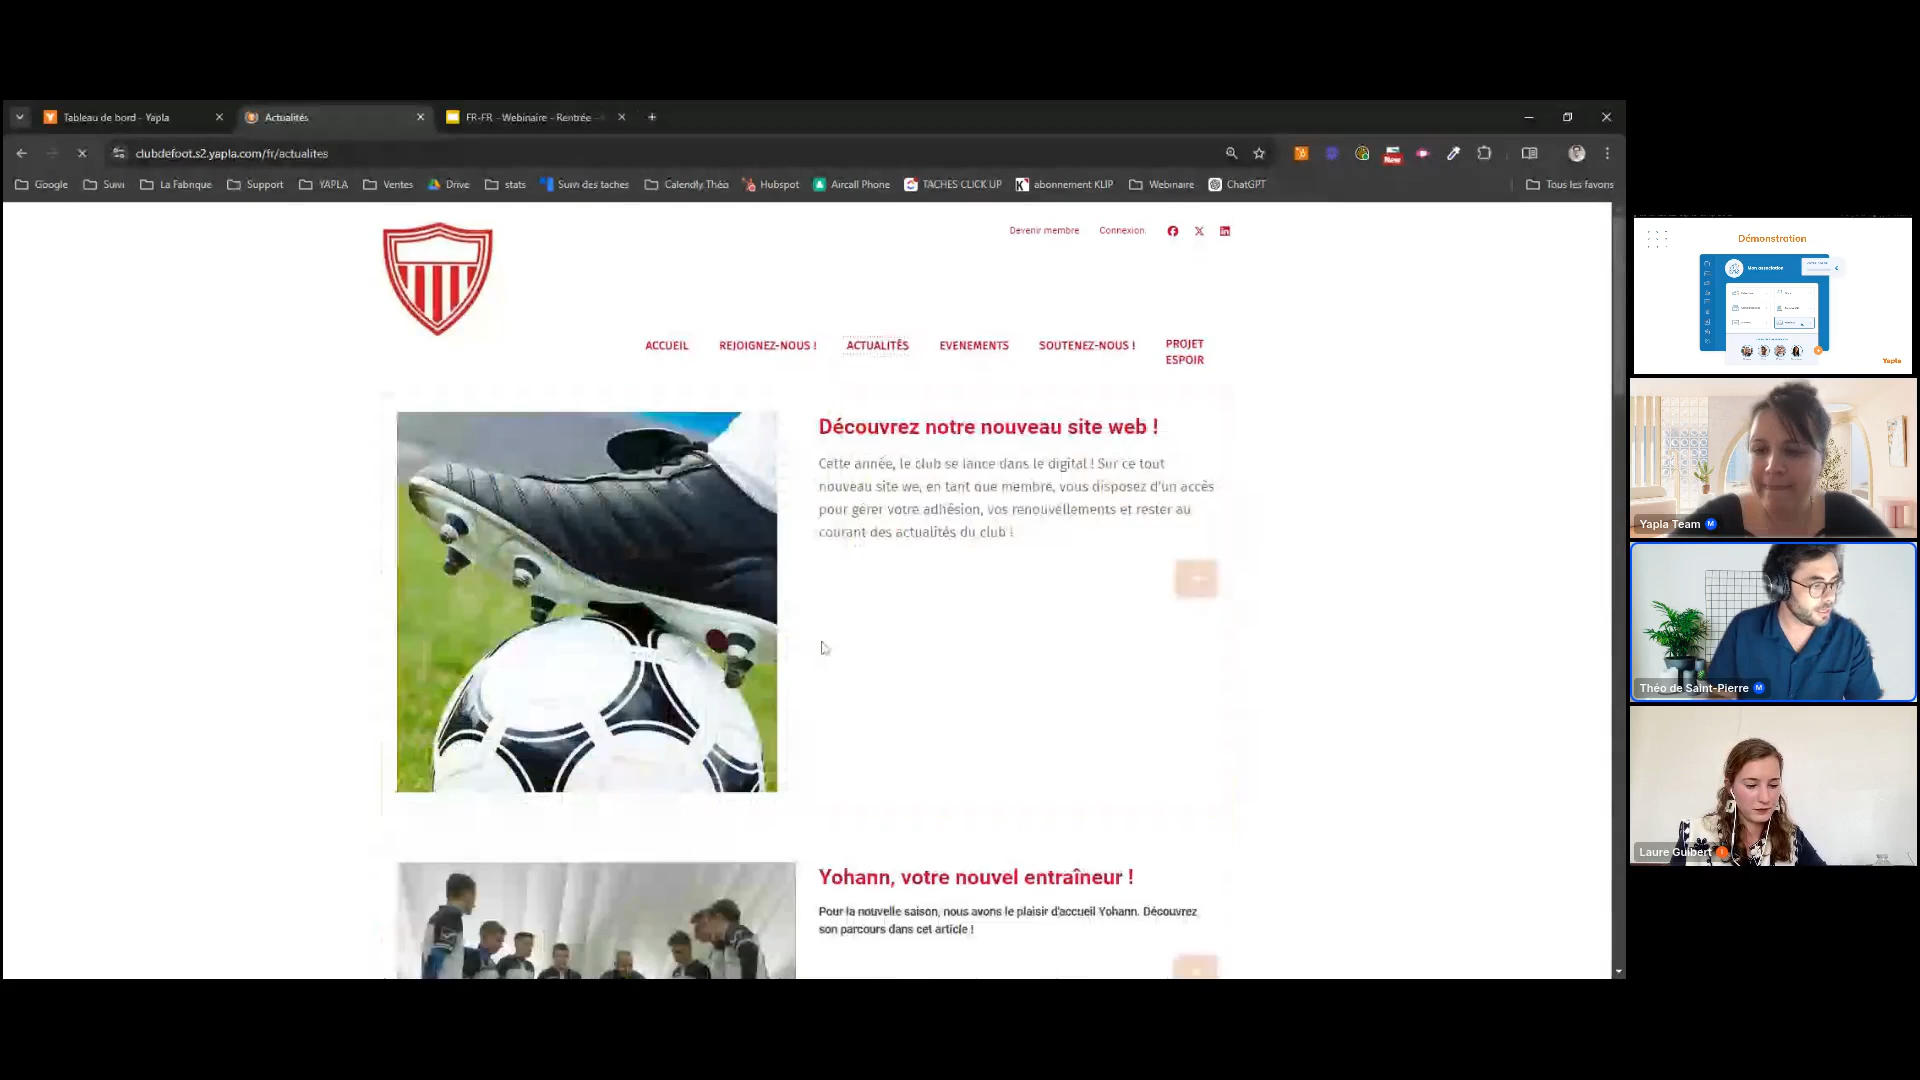 Tableau de bord - Yapla
Actualités
FR-FR - Webinaire - Rentrée -
clubdefoot.s2.yapla.com/fr/actualites
New
Google
Suivi
La Fabrique
Support
YAPLA
Ventes
Drive
stats
Suivi des taches
Calendly Théo
Hubspot
Aircall Phone
TACHES CLICK UP
abonnement KLIP
Webinaire
ChatGPT
Tous les favoris
Devenir membre
Connexion
ACCUEIL
REJOIGNEZ-NOUS !
ACTUALITÉS
EVENEMENTS
SOUTENEZ-NOUS !
PROJET
ESPOIR
Découvrez notre nouveau site web !
Cette année, le club se lance dans le digital ! Sur ce tout
nouveau site we, en tant que membre, vous disposez d'un accès
pour gérer votre adhésion, vos renouvellements et rester au
courant des actualités du club !
Yohann, votre nouvel entraîneur !
Pour la nouvelle saison, nous avons le plaisir d'accueil Yohann. Découvrez
son parcours dans cet article !
Démonstration
Mon association
Yapla
Yapla Team
Théo de Saint-Pierre
Laure Guibert